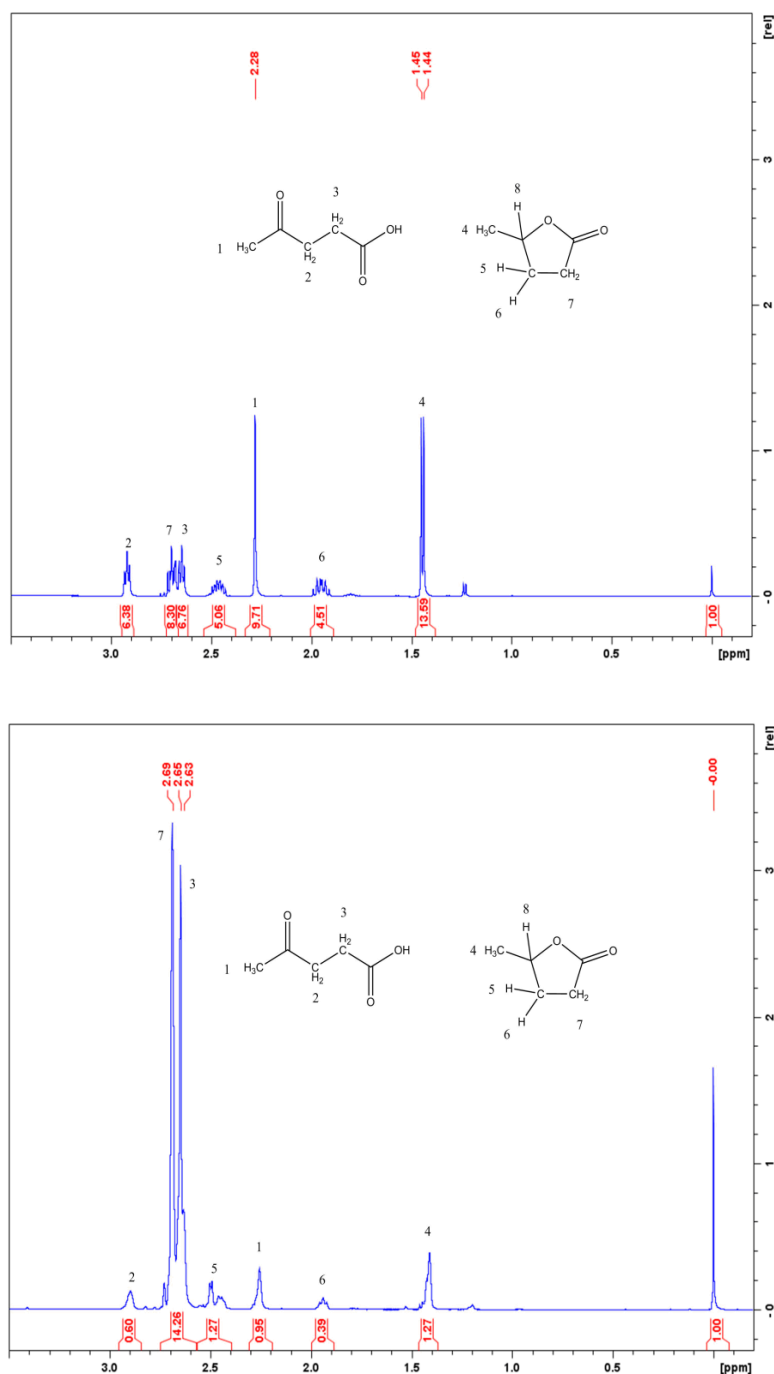 [rel]
2.28
1.45
1.44
3
O
3
H₂
C
OH
1
H₃C
C
H₂
2
O
8
H
4
H₃C
O
O
5
H
C
CH₂
H
6
7
2
1
4
1
2
7
3
5
6
0
6.38
8.30
6.76
5.06
9.71
4.51
13.59
1.00
3.0
2.5
2.0
1.5
1.0
0.5
[ppm]
[rel]
2.69
2.65
2.63
-0.00
7
3
3
O
3
H₂
C
OH
1
H₃C
C
H₂
2
O
8
H
4
H₃C
O
O
5
H
C
CH₂
H
6
7
2
1
2
5
1
6
4
0
0.60
14.26
1.27
0.95
0.39
1.27
1.00
3.0
2.5
2.0
1.5
1.0
0.5
[ppm]